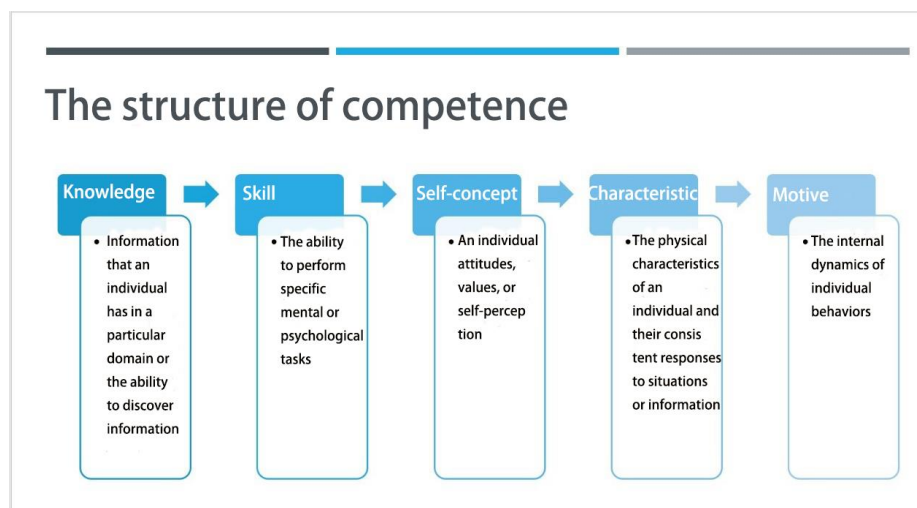 The structure of competence
Knowledge
• Information
that an
individual
has in a
particular
domain or
the ability
to discover
information
Skill
• The ability
to perform
specific
mental or
psychological
tasks
Self-concept
• An individual
attitudes,
values, or
self-percep
tion
Characteristic
• The physical
characteristics
of an
individual and
their consis
tent responses
to situations
or information
Motive
• The internal
dynamics of
individual
behaviors